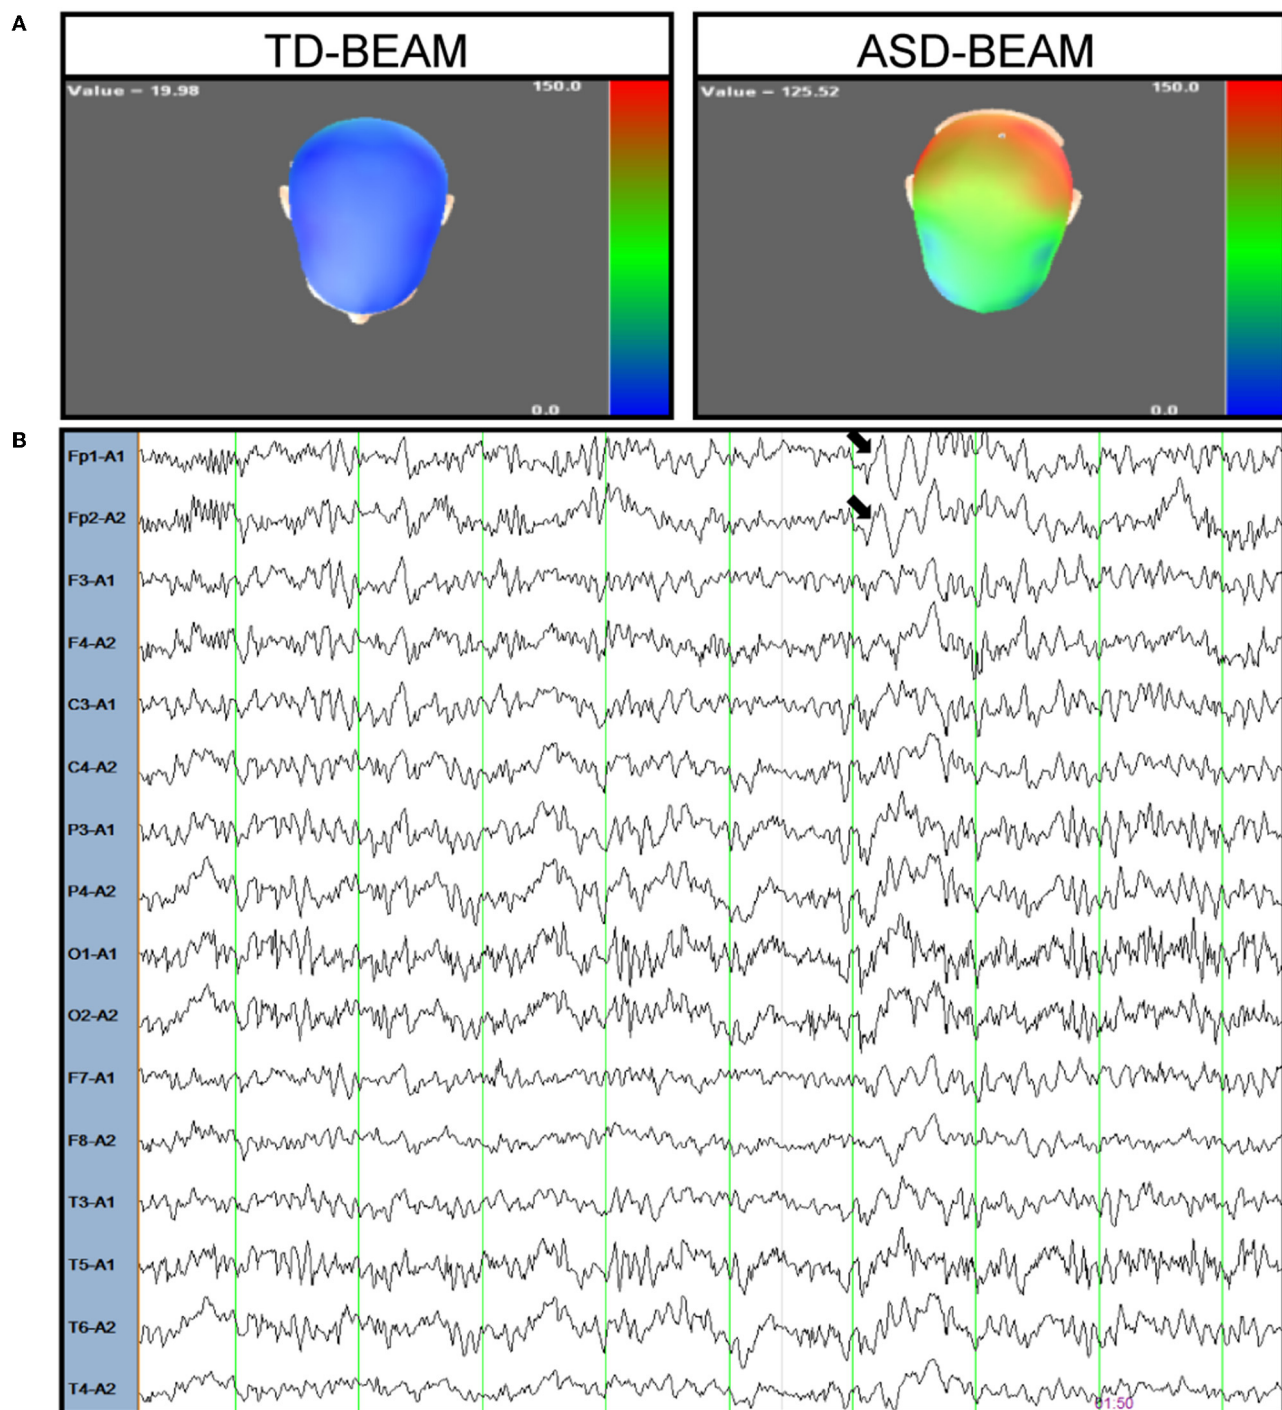 A
TD-BEAM
ASD-BEAM
Value = 19.98
150.0
0.0
Value = 125.52
150.0
0.0
B
Fp1-A1
Fp2-A2
F3-A1
F4-A2
C3-A1
C4-A2
P3-A1
P4-A2
O1-A1
O2-A2
F7-A1
F8-A2
T3-A1
T5-A1
T6-A2
T4-A2
01:50